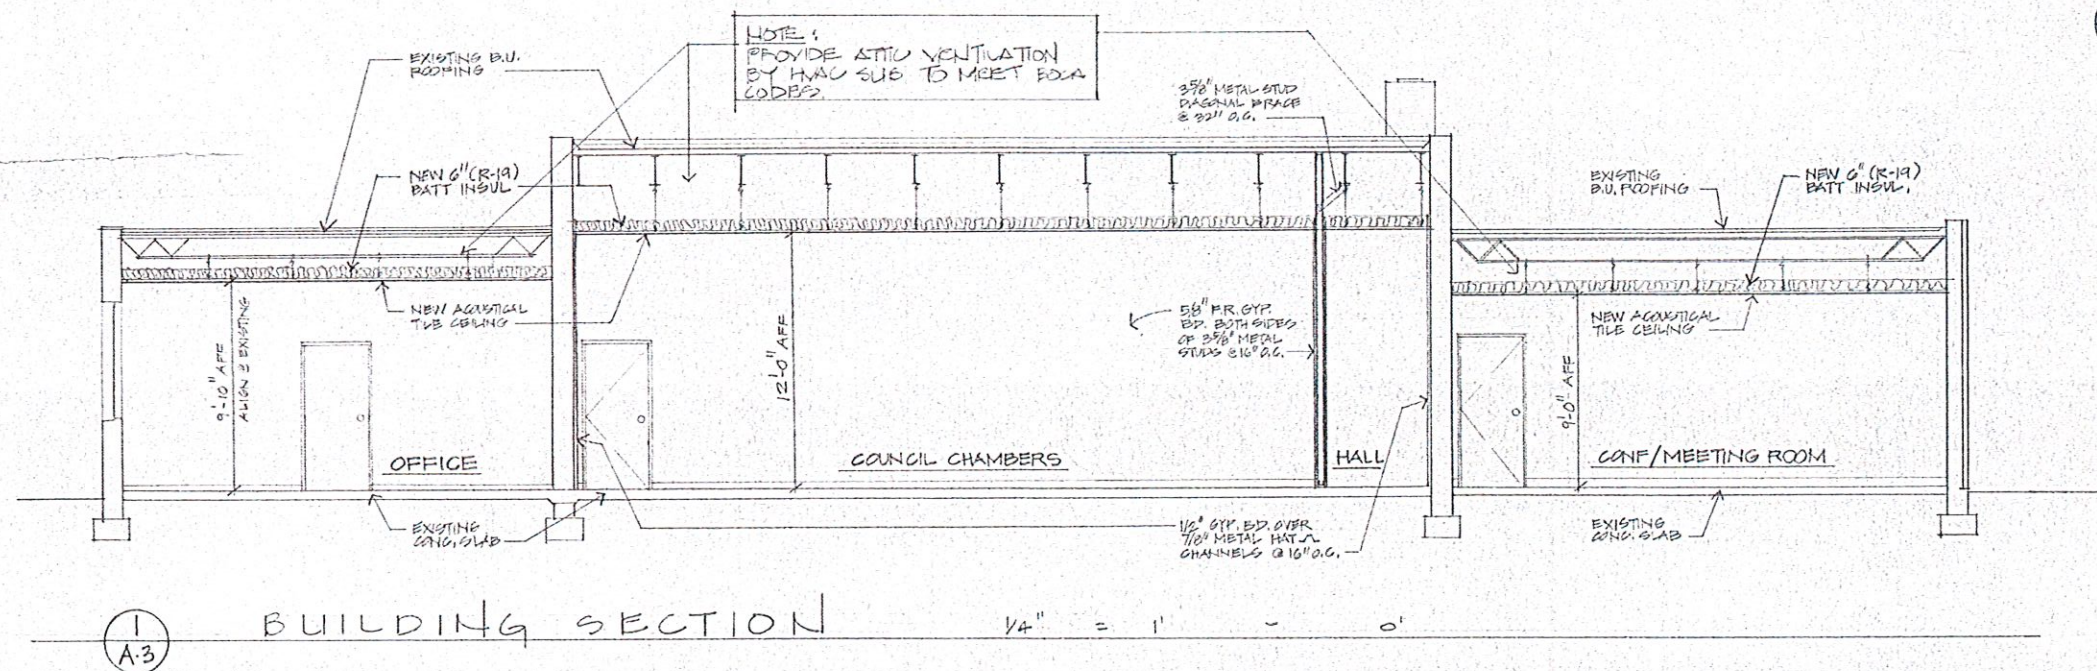 NOTE:
PROVIDE ATTIC VENTILATION
BY HVAC SUB TO MEET BOCA
CODES.
EXISTING B.U.
ROOFING
3⅝" METAL STUD
DIAGONAL BRACE
@ 32" O.C.
NEW 6" (R-19)
BATT INSUL
EXISTING
B.U. ROOFING
NEW 6" (R-19)
BATT INSUL.
NEW ACOUSTICAL
TILE CEILING
5/8" F.R. GYP.
BD. BOTH SIDES
OF 3⅝" METAL
STUDS @ 16" O.C.
NEW ACOUSTICAL
TILE CEILING
9'-10" AFF
ALIGN @ EXISTING
12'-0" AFF
9'-0" AFF
OFFICE
COUNCIL CHAMBERS
HALL
CONF/MEETING ROOM
EXISTING
CONC. SLAB
1/2" GYP. BD. OVER
7/8" METAL HAT
CHANNELS @ 16" O.C.
EXISTING
CONC. SLAB
1
A.3
BUILDING SECTION 1/4" = 1' - 0"